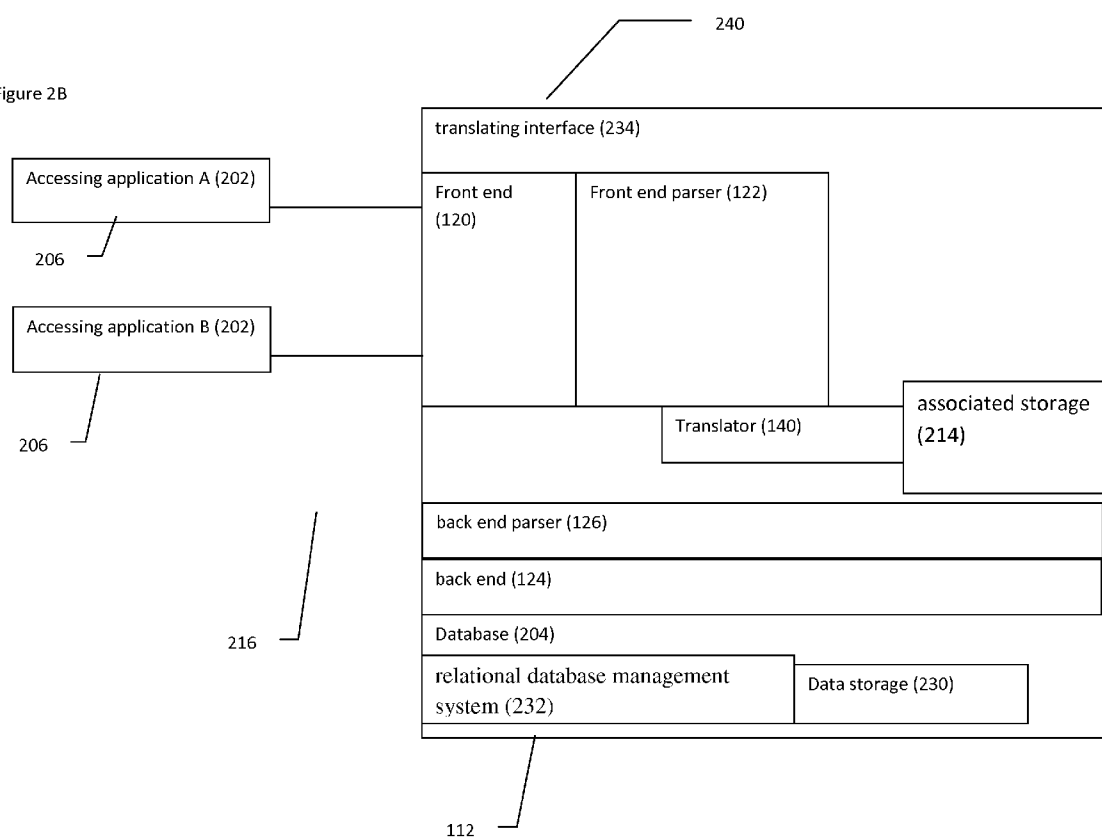 240
Figure 2B
translating interface (234)
Accessing application A (202)
Front end
(120)
Front end parser (122)
206
Accessing application B (202)
associated storage
(214)
Translator (140)
206
back end parser (126)
back end (124)
216
Database (204)
relational database management
system (232)
Data storage (230)
112